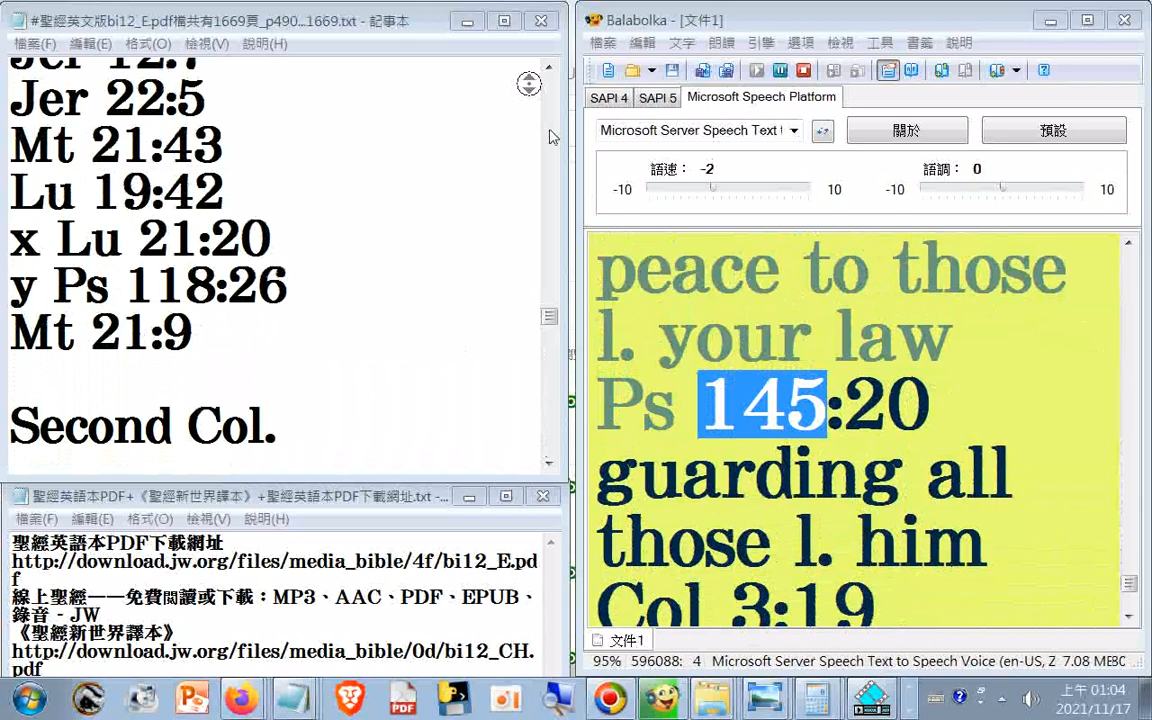 #聖經英文版bi12_E.pdf檔共有1669頁_p490...1669.txt - 記事本
檔案(F) 編輯(E) 格式(O) 檢視(V) 說明(H)
Jer 12:7
Jer 22:5
Mt 21:43
Lu 19:42
x Lu 21:20
y Ps 118:26
Mt 21:9
Second Col.
聖經英語本PDF+《聖經新世界譯本》+聖經英語本PDF下載網址.txt -...
檔案(F) 編輯(E) 格式(O) 檢視(V) 說明(H)
聖經英語本PDF下載網址
http://download.jw.org/files/media_bible/4f/bi12_E.pd
f
線上聖經──免費閱讀或下載：MP3、AAC、PDF、EPUB、
錄音 - JW
《聖經新世界譯本》
http://download.jw.org/files/media_bible/0d/bi12_CH.
pdf
Balabolka - [文件1]
檔案 編輯 文字 朗讀 引擎 選項 檢視 工具 書籤 說明
SAPI 4 SAPI 5 Microsoft Speech Platform
Microsoft Server Speech Text t 關於 預設
語速： -2 語調： 0
-10 10 -10 10
peace to those
l. your law
Ps 145:20
guarding all
those l. him
Col 3:19
文件1
95% 596088: 4 Microsoft Server Speech Text to Speech Voice (en-US, Z 7.08 МЕВС
PDF
上午 01:04
2021/11/17